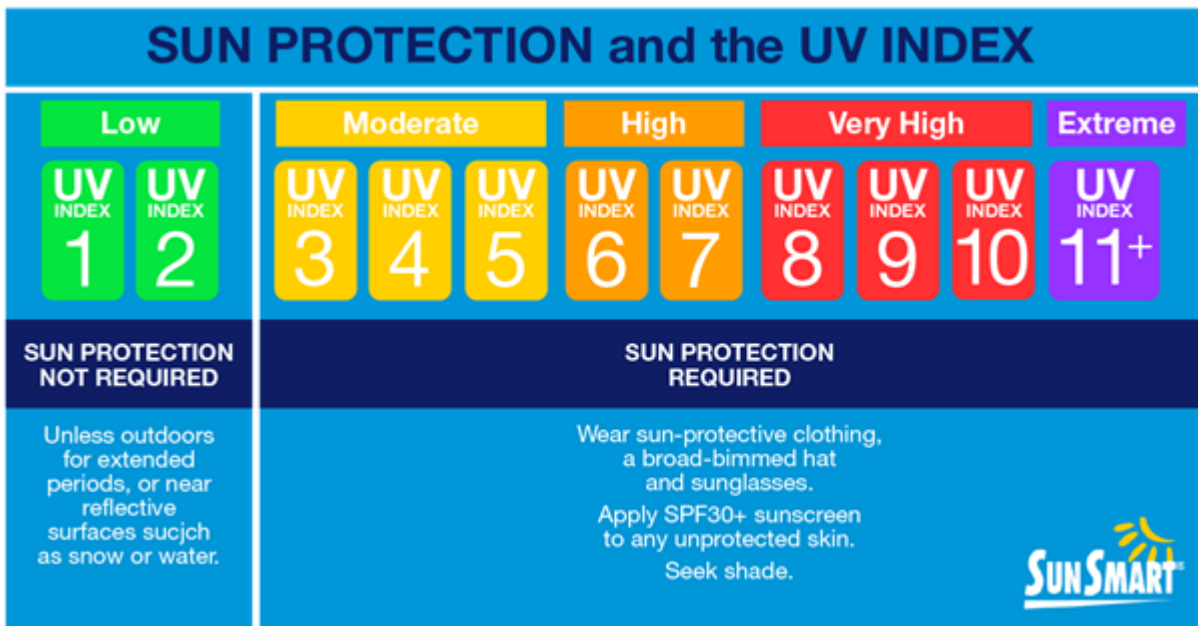 SUN PROTECTION and the UV INDEX
Low
Moderate
High
Very High
Extreme
UV INDEX 1
UV INDEX 2
UV INDEX 3
UV INDEX 4
UV INDEX 5
UV INDEX 6
UV INDEX 7
UV INDEX 8
UV INDEX 9
UV INDEX 10
UV INDEX 11+
SUN PROTECTION
NOT REQUIRED
Unless outdoors
for extended
periods, or near
reflective
surfaces sucjch
as snow or water.
SUN PROTECTION
REQUIRED
Wear sun-protective clothing,
a broad-bimmed hat
and sunglasses.
Apply SPF30+ sunscreen
to any unprotected skin.
Seek shade.
SUNSMART®